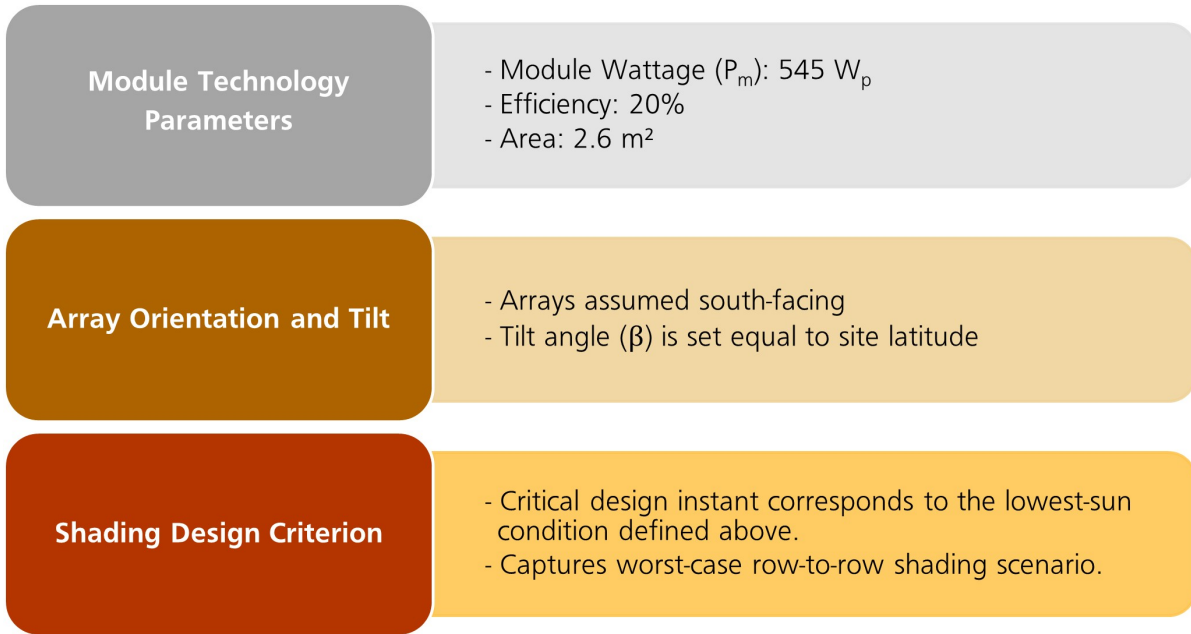 Module Technology
Parameters
- Module Wattage (Pₘ): 545 Wₚ
- Efficiency: 20%
- Area: 2.6 m²
Array Orientation and Tilt
- Arrays assumed south-facing
- Tilt angle (β) is set equal to site latitude
Shading Design Criterion
- Critical design instant corresponds to the lowest-sun
condition defined above.
- Captures worst-case row-to-row shading scenario.